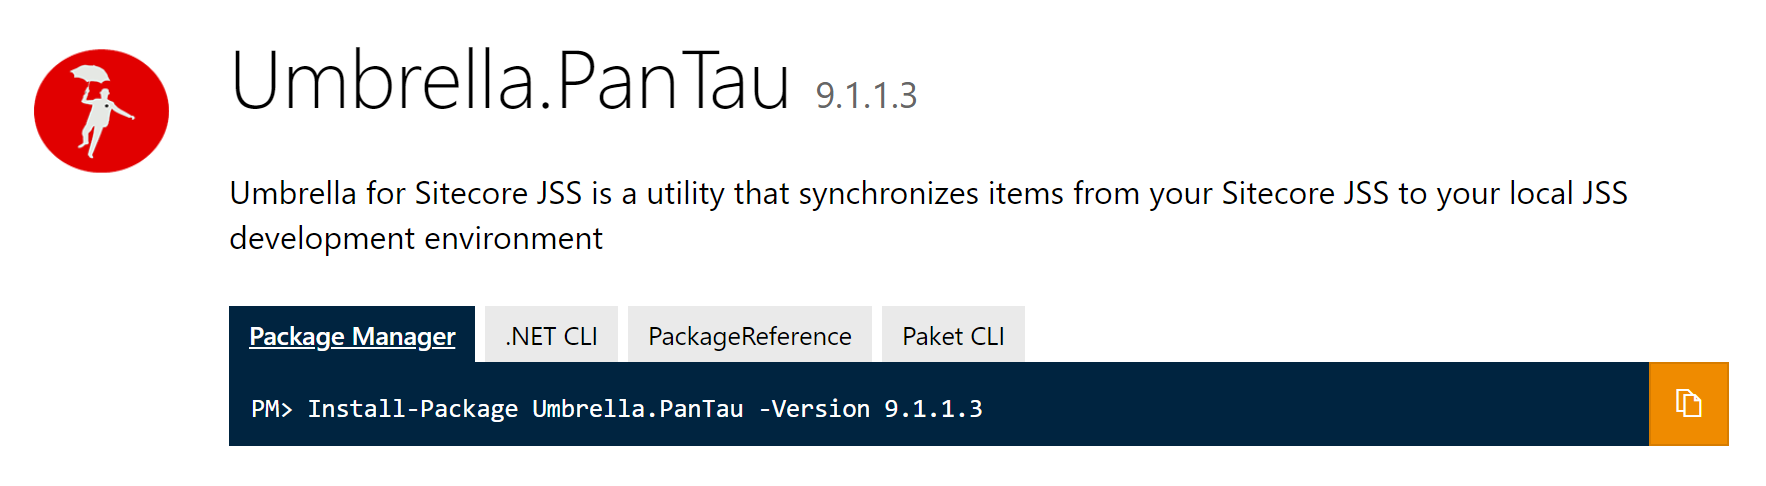 Umbrella.PanTau 9.1.1.3
Umbrella for Sitecore JSS is a utility that synchronizes items from your Sitecore JSS to your local JSS
development environment
Package Manager .NET CLI PackageReference Paket CLI
PM> Install-Package Umbrella.PanTau -Version 9.1.1.3